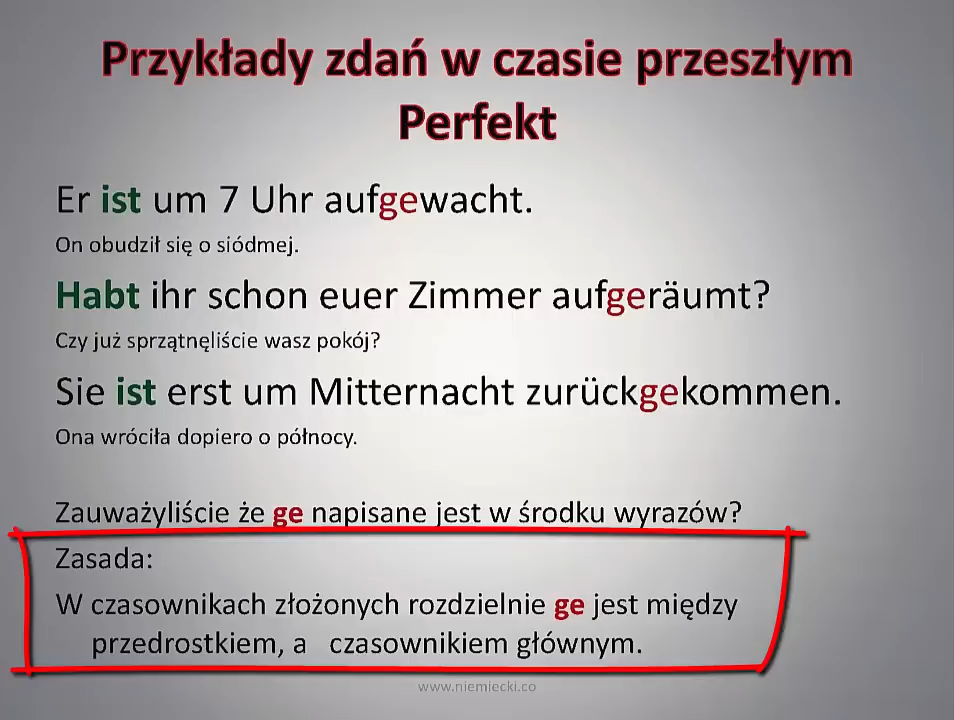 Przykłady zdań w czasie przeszłym
Perfekt
Er ist um 7 Uhr aufgewacht.
On obudził się o siódmej.
Habt ihr schon euer Zimmer aufgeräumt?
Czy już sprzątnęliście wasz pokój?
Sie ist erst um Mitternacht zurückgekommen.
Ona wróciła dopiero o północy.
Zauważyliście że ge napisane jest w środku wyrazów?
Zasada:
W czasownikach złożonych rozdzielnie ge jest między
przedrostkiem, a czasownikiem głównym.
www.niemiecki.co